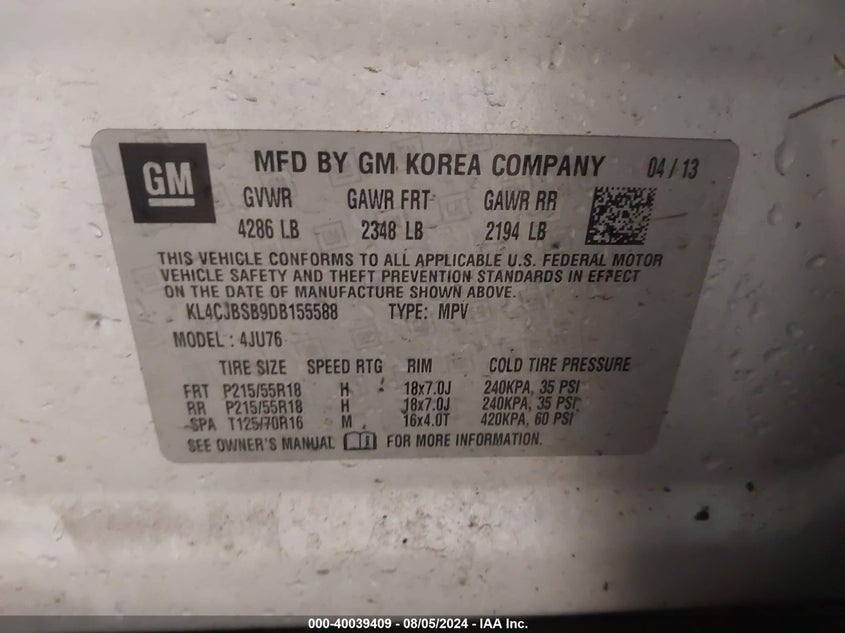 GM
MFD BY GM KOREA COMPANY 04 / 13
GVWR GAWR FRT GAWR RR
4286 LB 2348 LB 2194 LB
THIS VEHICLE CONFORMS TO ALL APPLICABLE U.S. FEDERAL MOTOR
VEHICLE SAFETY AND THEFT PREVENTION STANDARDS IN EFFECT
ON THE DATE OF MANUFACTURE SHOWN ABOVE.
KL4CJBSB9DB155588 TYPE: MPV
MODEL : 4JU76
TIRE SIZE SPEED RTG RIM COLD TIRE PRESSURE
FRT P215/55R18 H 18x7.0J 240KPA, 35 PSI
RR P215/55R18 H 18x7.0J 240KPA, 35 PSI
SPA T125/70R16 M 16x4.0T 420KPA, 60 PSI
SEE OWNER'S MANUAL FOR MORE INFORMATION.
000-40039409 - 08/05/2024 - IAA Inc.